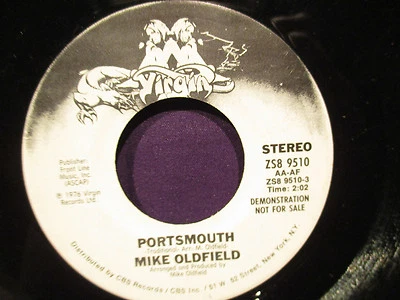 Virgin
STEREO
ZS8 9510
AA-AF
ZS8 9510-3
Time: 2:02
DEMONSTRATION
NOT FOR SALE
Publisher:
Front Line
Music, Inc.
(ASCAP)
℗ 1976 Virgin
Records Ltd.
PORTSMOUTH
-Traditional- Arr. M. Oldfield-
MIKE OLDFIELD
Arranged and Produced by
Mike Oldfield
Distributed by CBS Records / CBS Inc. / 51 W. 52 Street, New York, N.Y.